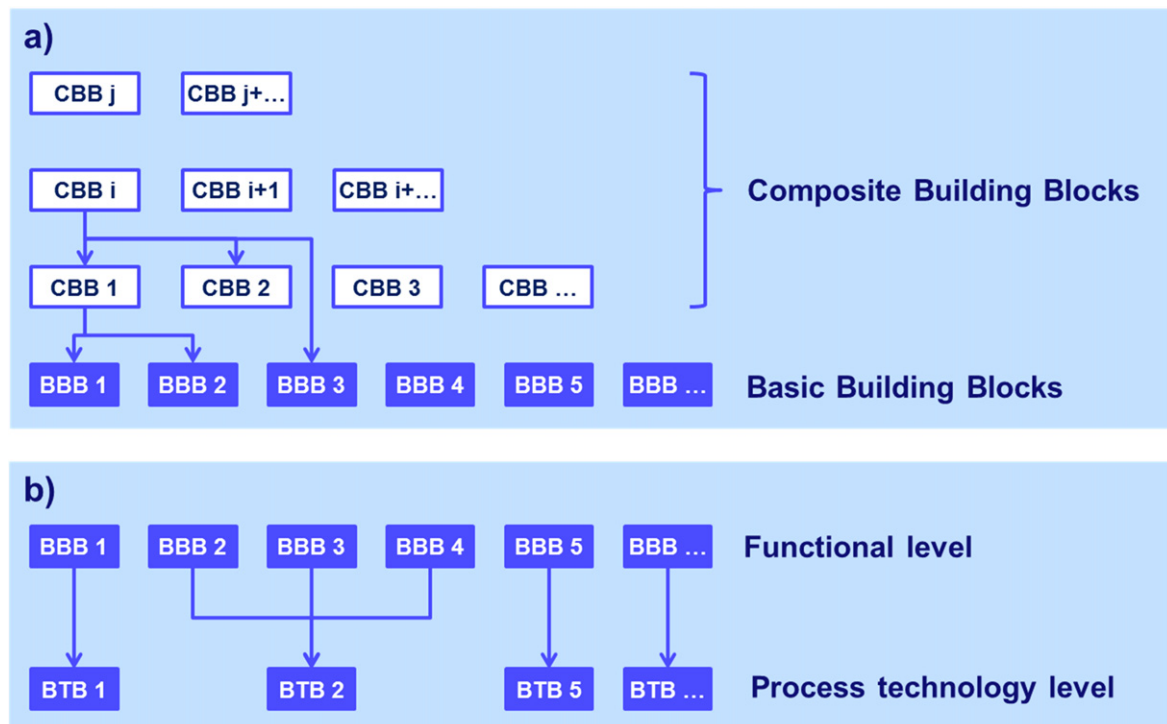 a)
CBB j
CBB j+...
CBB i
CBB i+1
CBB i+...
Composite Building Blocks
CBB 1
CBB 2
CBB 3
CBB ...
BBB 1
BBB 2
BBB 3
BBB 4
BBB 5
BBB ...
Basic Building Blocks
b)
BBB 1
BBB 2
BBB 3
BBB 4
BBB 5
BBB ...
Functional level
BTB 1
BTB 2
BTB 5
BTB ...
Process technology level